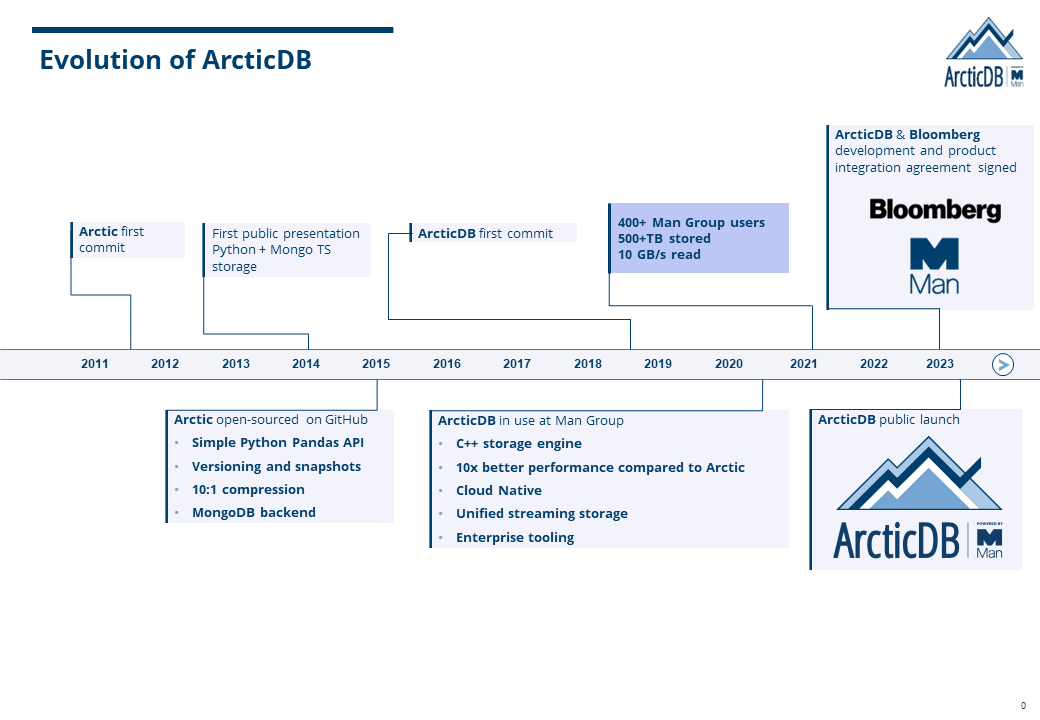 Evolution of ArcticDB
ArcticDB
POWERED BY
Man
ArcticDB & Bloomberg
development and product
integration agreement signed
Bloomberg
Man
Arctic first
commit
First public presentation
Python + Mongo TS
storage
ArcticDB first commit
400+ Man Group users
500+TB stored
10 GB/s read
2011 2012 2013 2014 2015 2016 2017 2018 2019 2020 2021 2022 2023
Arctic open-sourced on GitHub
• Simple Python Pandas API
• Versioning and snapshots
• 10:1 compression
• MongoDB backend
ArcticDB in use at Man Group
• C++ storage engine
• 10x better performance compared to Arctic
• Cloud Native
• Unified streaming storage
• Enterprise tooling
ArcticDB public launch
ArcticDB
POWERED BY
Man
0